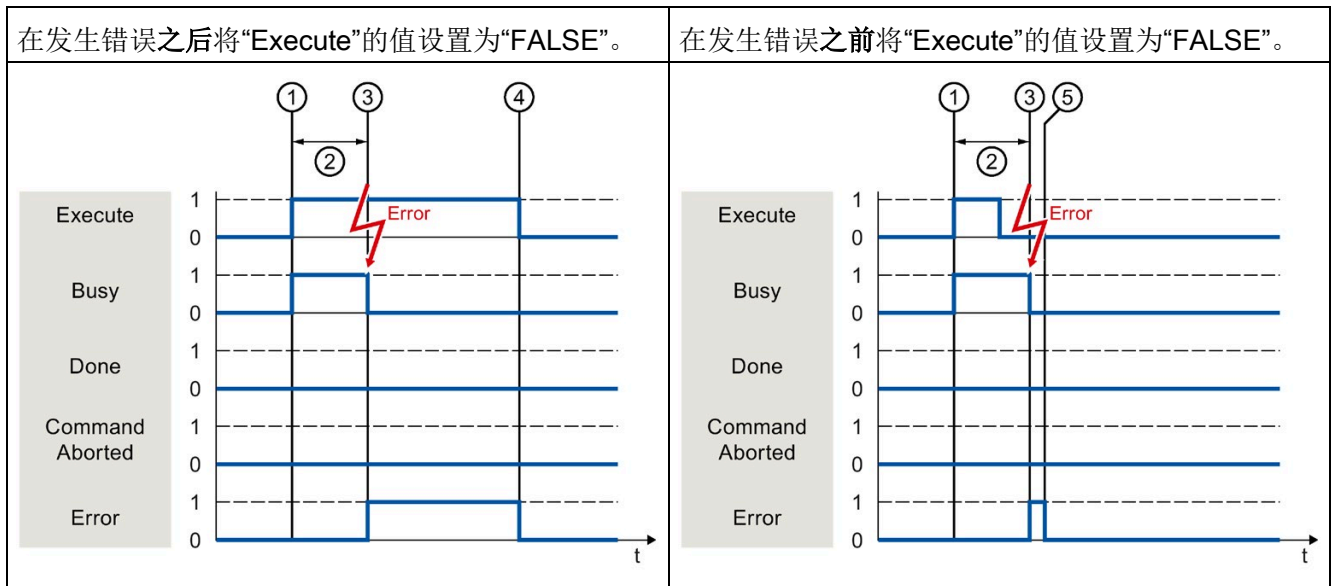 在发生错误之后将“Execute”的值设置为“FALSE”。
① ③ ④
②
Execute 1
0
Error
Busy 1
0
Done 1
0
Command Aborted 1
0
Error 1
0
t
在发生错误之前将“Execute”的值设置为“FALSE”。
① ③ ⑤
②
Execute 1
0
Error
Busy 1
0
Done 1
0
Command Aborted 1
0
Error 1
0
t